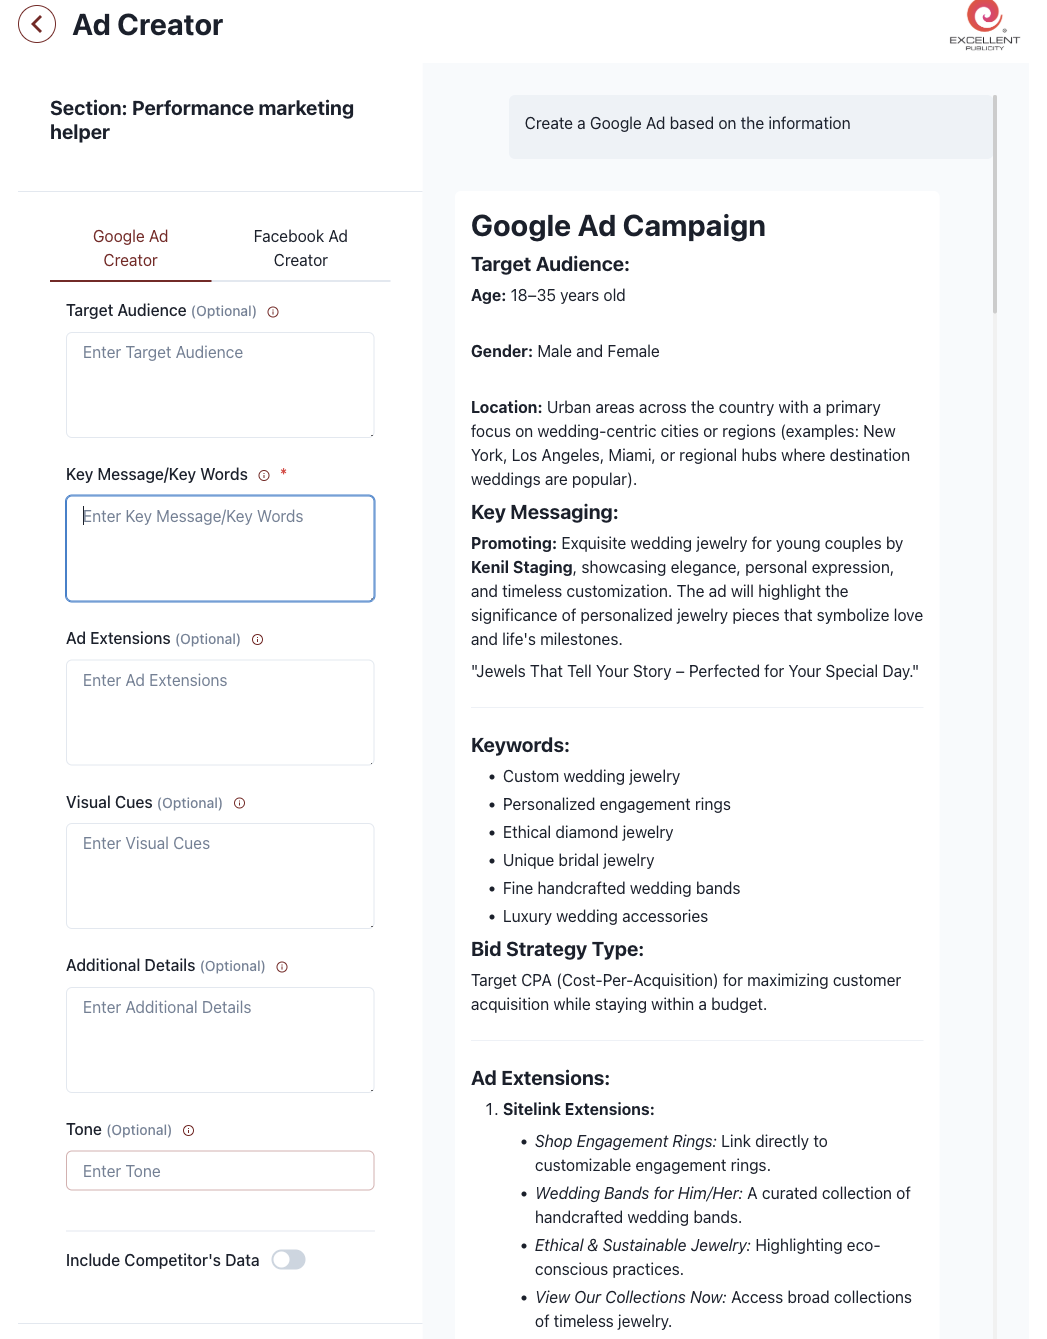 Ad Creator
EXCELLENT
PUBLICITY
Section: Performance marketing
helper
Google Ad
Creator
Facebook Ad
Creator
Target Audience (Optional)
Enter Target Audience
Key Message/Key Words *
Enter Key Message/Key Words
Ad Extensions (Optional)
Enter Ad Extensions
Visual Cues (Optional)
Enter Visual Cues
Additional Details (Optional)
Enter Additional Details
Tone (Optional)
Enter Tone
Include Competitor's Data
Create a Google Ad based on the information
Google Ad Campaign
Target Audience:
Age: 18–35 years old
Gender: Male and Female
Location: Urban areas across the country with a primary
focus on wedding-centric cities or regions (examples: New
York, Los Angeles, Miami, or regional hubs where destination
weddings are popular).
Key Messaging:
Promoting: Exquisite wedding jewelry for young couples by
Kenil Staging, showcasing elegance, personal expression,
and timeless customization. The ad will highlight the
significance of personalized jewelry pieces that symbolize love
and life's milestones.
"Jewels That Tell Your Story – Perfected for Your Special Day."
Keywords:
• Custom wedding jewelry
• Personalized engagement rings
• Ethical diamond jewelry
• Unique bridal jewelry
• Fine handcrafted wedding bands
• Luxury wedding accessories
Bid Strategy Type:
Target CPA (Cost-Per-Acquisition) for maximizing customer
acquisition while staying within a budget.
Ad Extensions:
1. Sitelink Extensions:
• Shop Engagement Rings: Link directly to
customizable engagement rings.
• Wedding Bands for Him/Her: A curated collection of
handcrafted wedding bands.
• Ethical & Sustainable Jewelry: Highlighting eco-
conscious practices.
• View Our Collections Now: Access broad collections
of timeless jewelry.